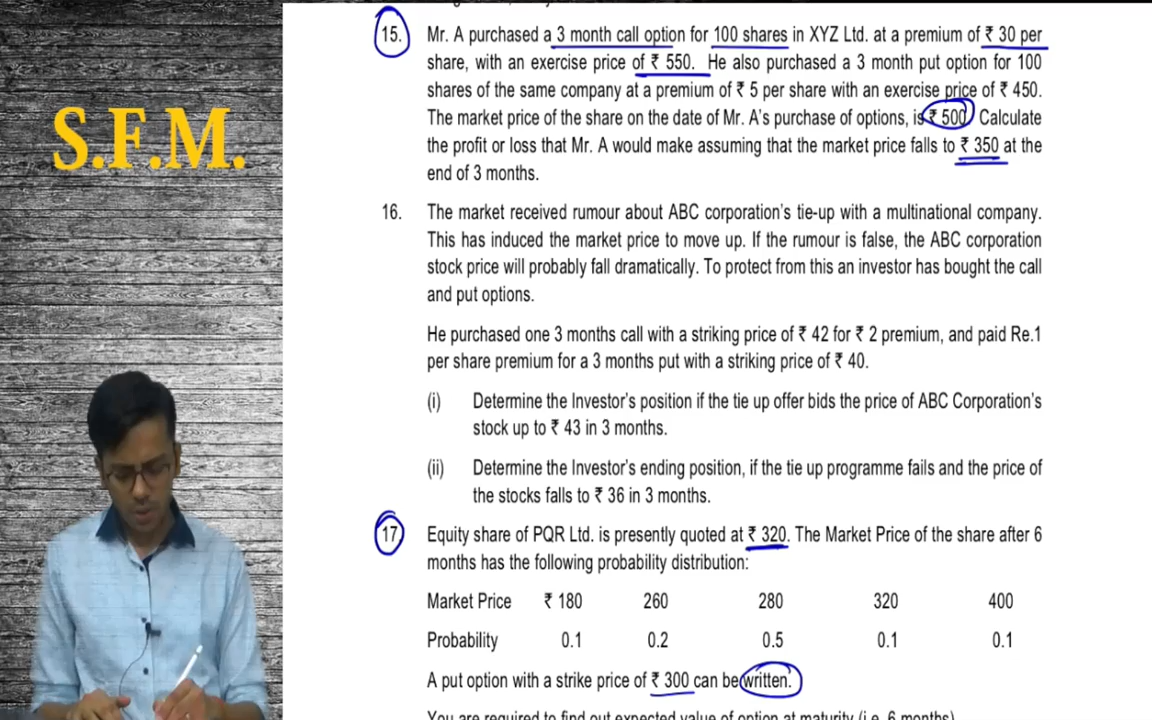 S.F.M.
15. Mr. A purchased a 3 month call option for 100 shares in XYZ Ltd. at a premium of ₹ 30 per
share, with an exercise price of ₹ 550. He also purchased a 3 month put option for 100
shares of the same company at a premium of ₹ 5 per share with an exercise price of ₹ 450.
The market price of the share on the date of Mr. A's purchase of options, is ₹ 500. Calculate
the profit or loss that Mr. A would make assuming that the market price falls to ₹ 350 at the
end of 3 months.
16. The market received rumour about ABC corporation's tie-up with a multinational company.
This has induced the market price to move up. If the rumour is false, the ABC corporation
stock price will probably fall dramatically. To protect from this an investor has bought the call
and put options.
He purchased one 3 months call with a striking price of ₹ 42 for ₹ 2 premium, and paid Re.1
per share premium for a 3 months put with a striking price of ₹ 40.
(i) Determine the Investor's position if the tie up offer bids the price of ABC Corporation's
stock up to ₹ 43 in 3 months.
(ii) Determine the Investor's ending position, if the tie up programme fails and the price of
the stocks falls to ₹ 36 in 3 months.
17 Equity share of PQR Ltd. is presently quoted at ₹ 320. The Market Price of the share after 6
months has the following probability distribution:
Market Price ₹ 180 260 280 320 400
Probability 0.1 0.2 0.5 0.1 0.1
A put option with a strike price of ₹ 300 can be written.
You are required to find out expected value of option at maturity (i.e. 6 months)